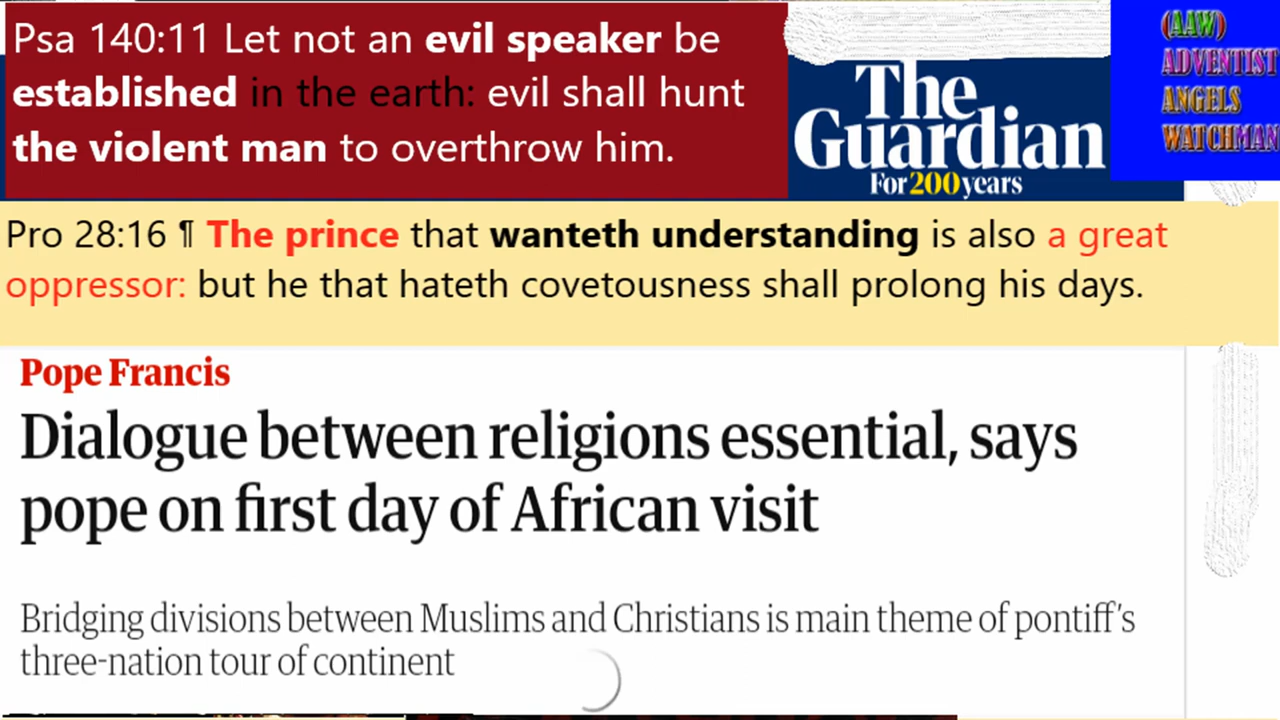 Psa 140:11 Let not an evil speaker be
established in the earth: evil shall hunt
the violent man to overthrow him.
The
Guardian
For 200 years
(AAW)
ADVENTIST
ANGELS
WATCHMAN
Pro 28:16 ¶ The prince that wanteth understanding is also a great
oppressor: but he that hateth covetousness shall prolong his days.
Pope Francis
Dialogue between religions essential, says
pope on first day of African visit
Bridging divisions between Muslims and Christians is main theme of pontiff's
three-nation tour of continent